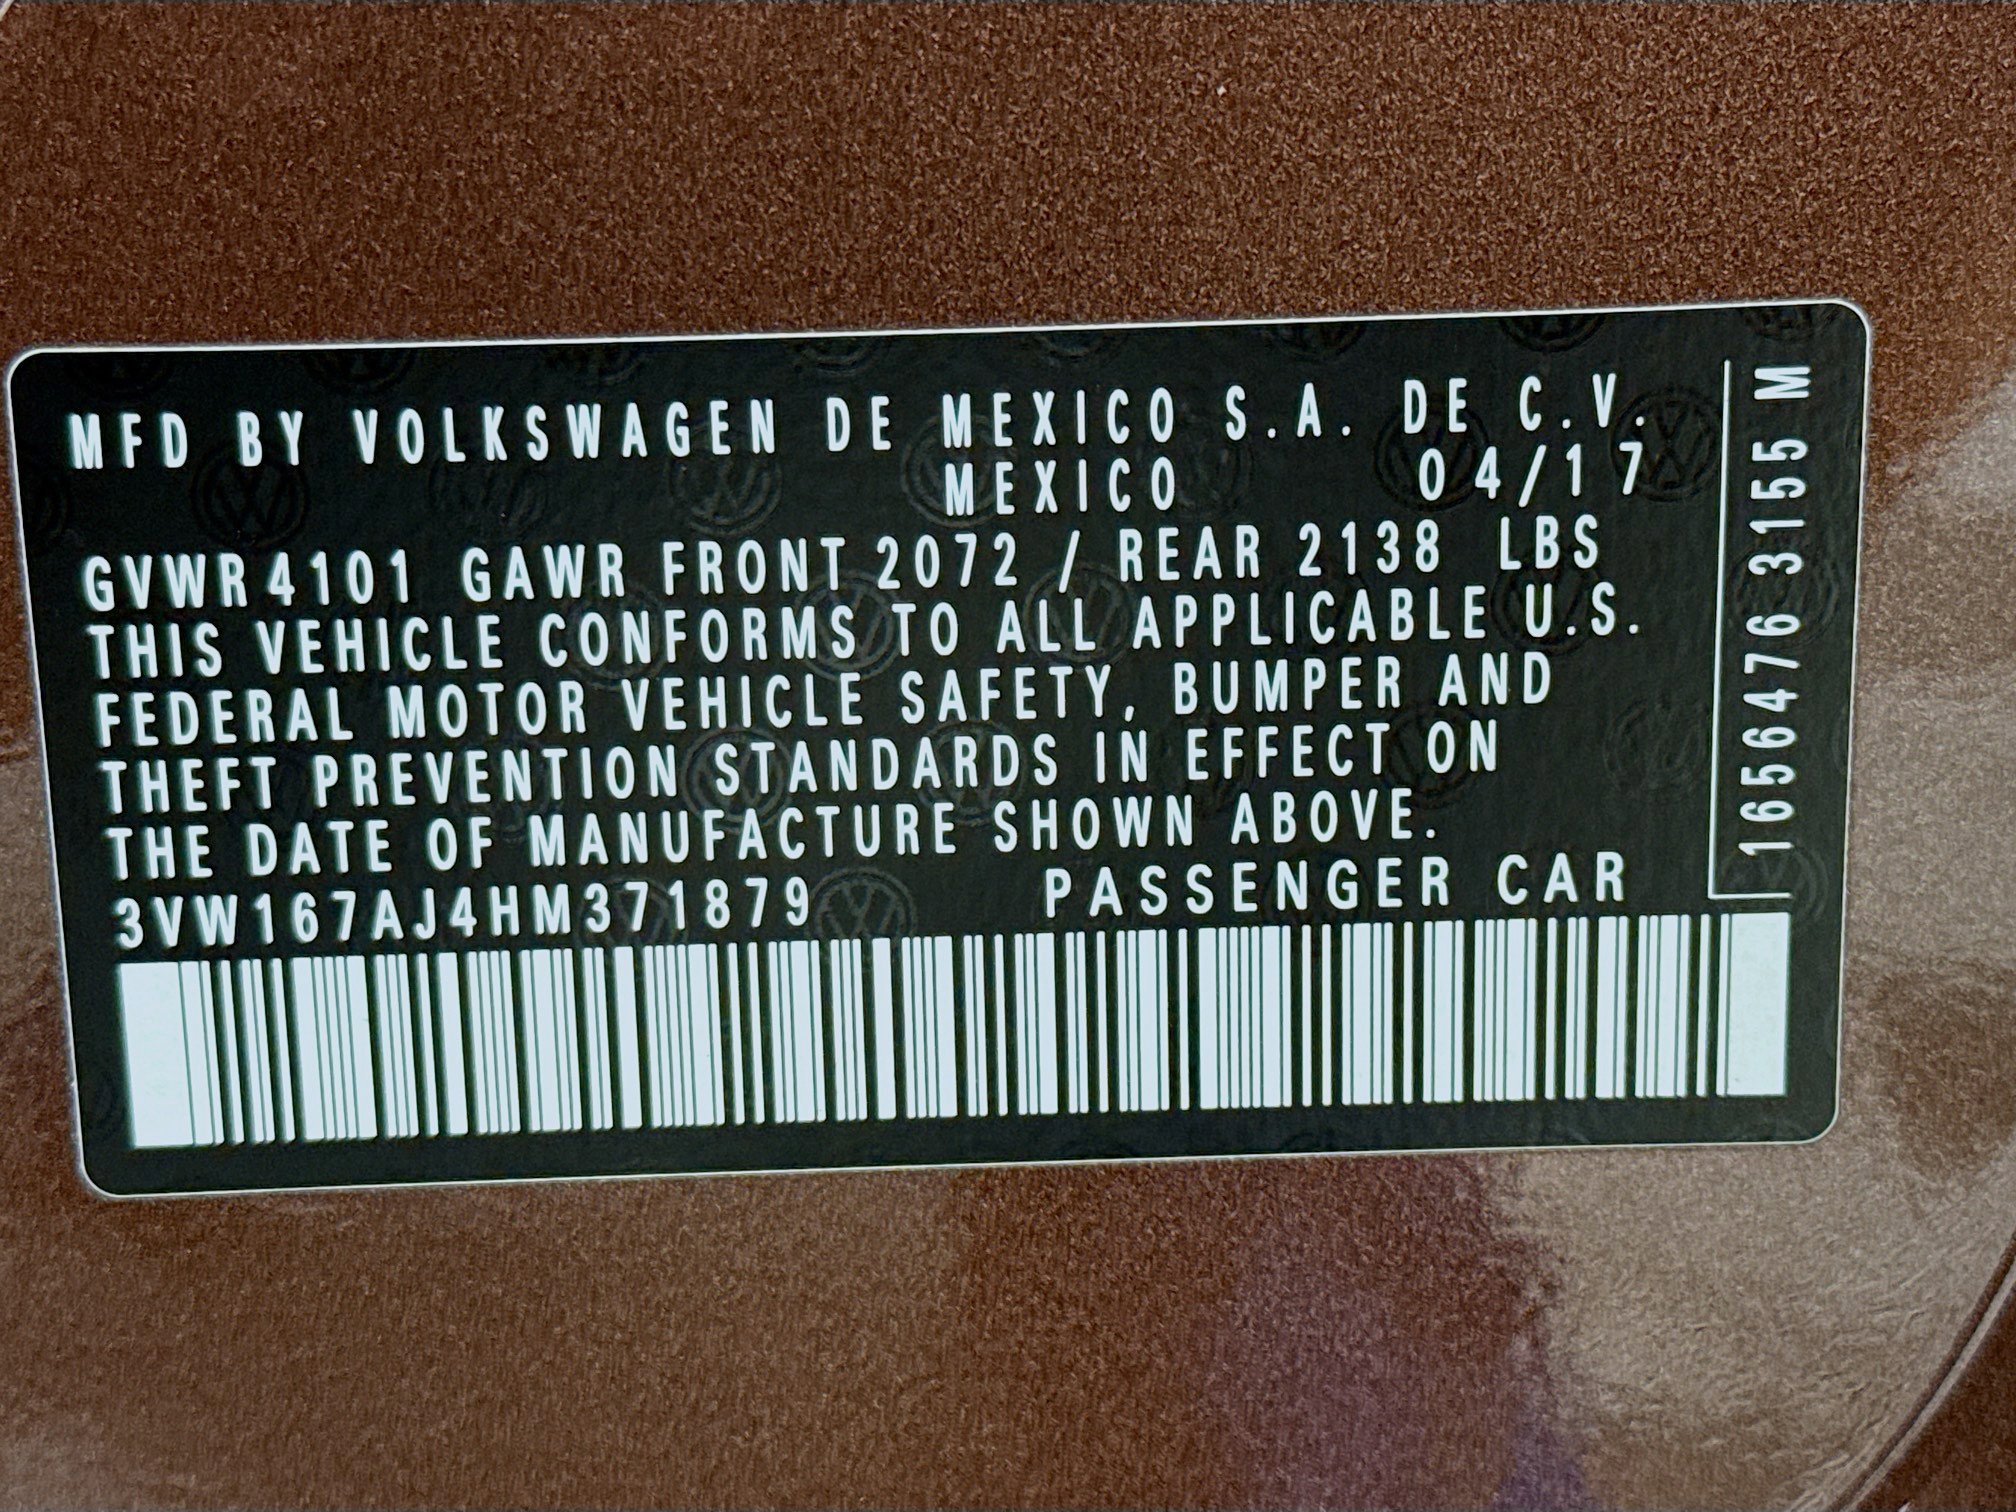 MFD BY VOLKSWAGEN DE MEXICO S.A. DE C.V.
MEXICO 04/17
GVWR 4101 GAWR FRONT 2072 / REAR 2138 LBS
THIS VEHICLE CONFORMS TO ALL APPLICABLE U.S.
FEDERAL MOTOR VEHICLE SAFETY, BUMPER AND
THEFT PREVENTION STANDARDS IN EFFECT ON
THE DATE OF MANUFACTURE SHOWN ABOVE.
3VW167AJ4HM371879 PASSENGER CAR
1656476 3155 M